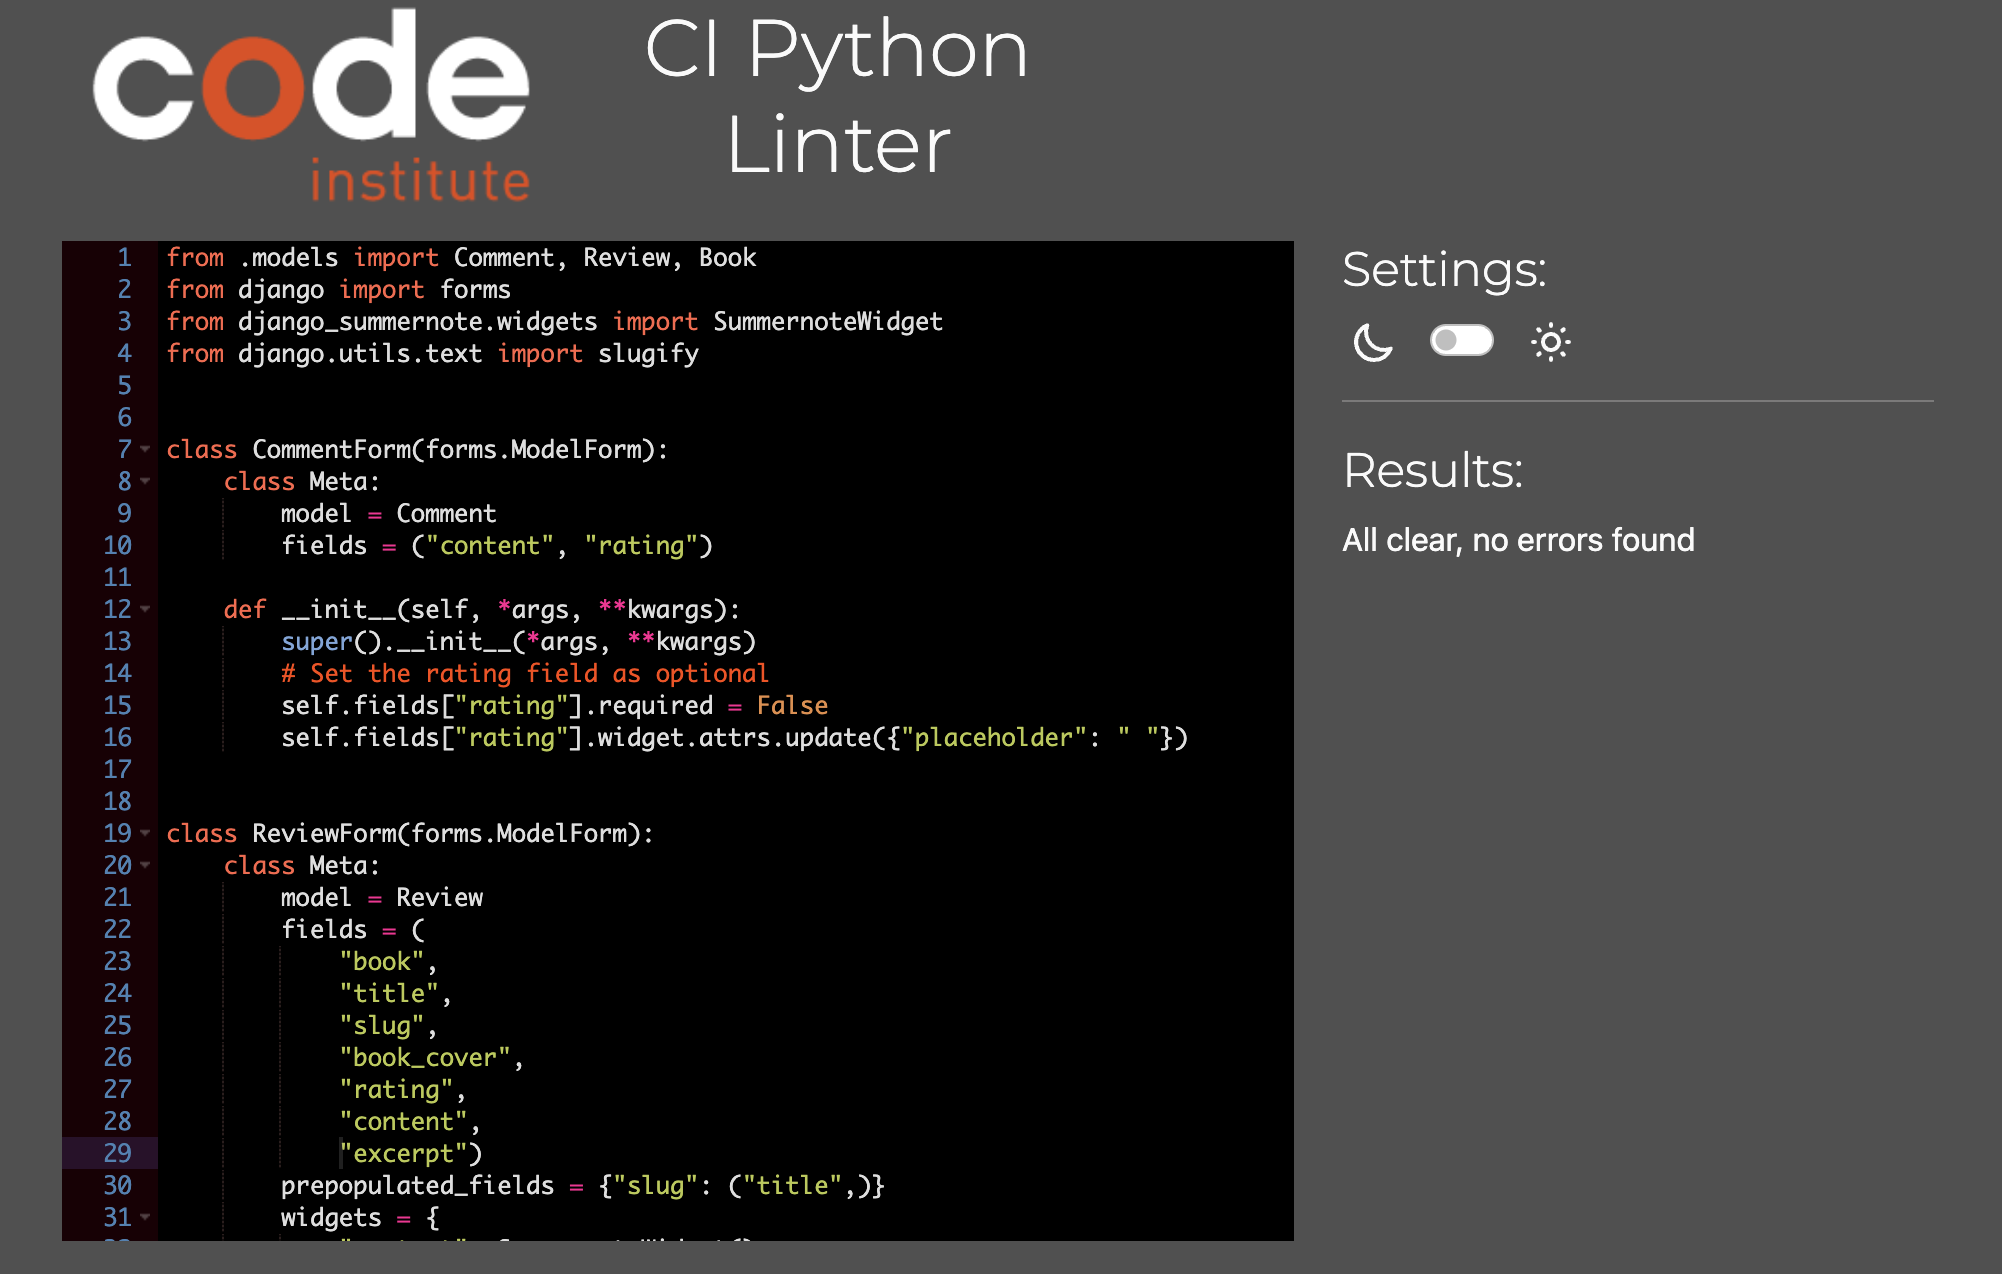 code
institute
CI Python
Linter
1 from .models import Comment, Review, Book
2 from django import forms
3 from django_summernote.widgets import SummernoteWidget
4 from django.utils.text import slugify
5
6
7 class CommentForm(forms.ModelForm):
8     class Meta:
9         model = Comment
10         fields = ("content", "rating")
11
12     def __init__(self, *args, **kwargs):
13         super().__init__(*args, **kwargs)
14         # Set the rating field as optional
15         self.fields["rating"].required = False
16         self.fields["rating"].widget.attrs.update({"placeholder": " "})
17
18
19 class ReviewForm(forms.ModelForm):
20     class Meta:
21         model = Review
22         fields = (
23             "book",
24             "title",
25             "slug",
26             "book_cover",
27             "rating",
28             "content",
29             "excerpt")
30         prepopulated_fields = {"slug": ("title",)}
31         widgets = {
Settings:
Results:
All clear, no errors found